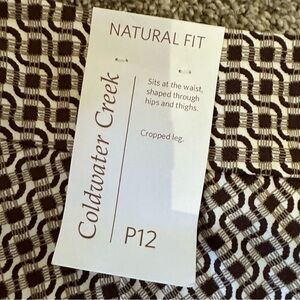 NATURAL FIT
Coldwater Creek
Sits at the waist,
shaped through
hips and thighs.
Cropped leg.
P12